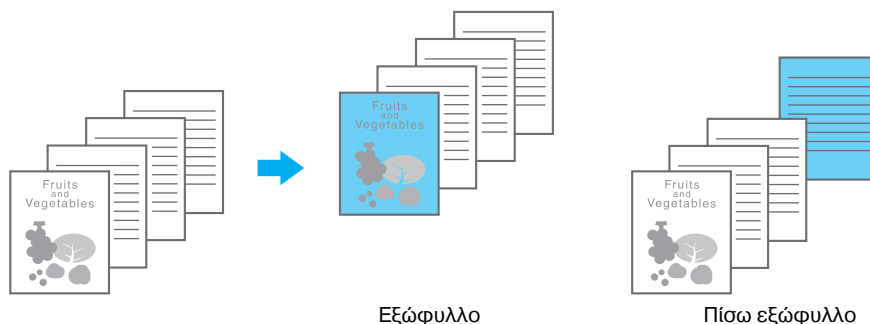 Fruits
and
Vegetables
Fruits
and
Vegetables
Fruits
and
Vegetables
Εξώφυλλο
Πίσω εξώφυλλο